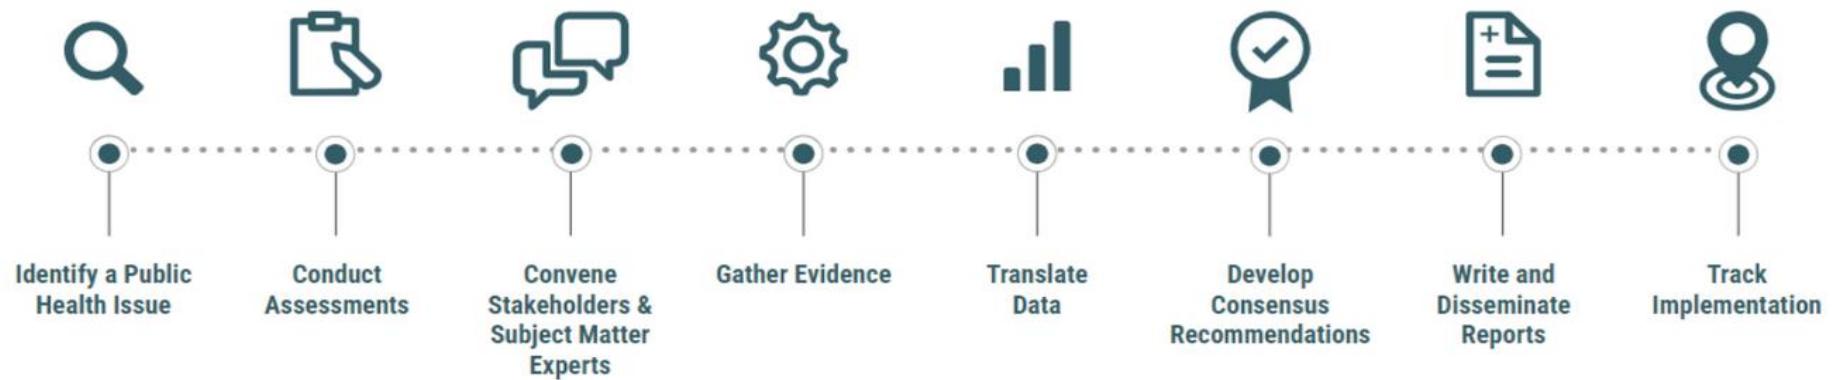 Identify a Public
Health Issue
Conduct
Assessments
Convene
Stakeholders &
Subject Matter
Experts
Gather Evidence
Translate
Data
Develop
Consensus
Recommendations
Write and
Disseminate
Reports
Track
Implementation